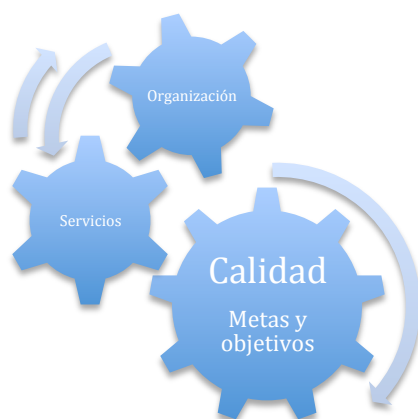 Organización
Servicios
Calidad
Metas y
objetivos